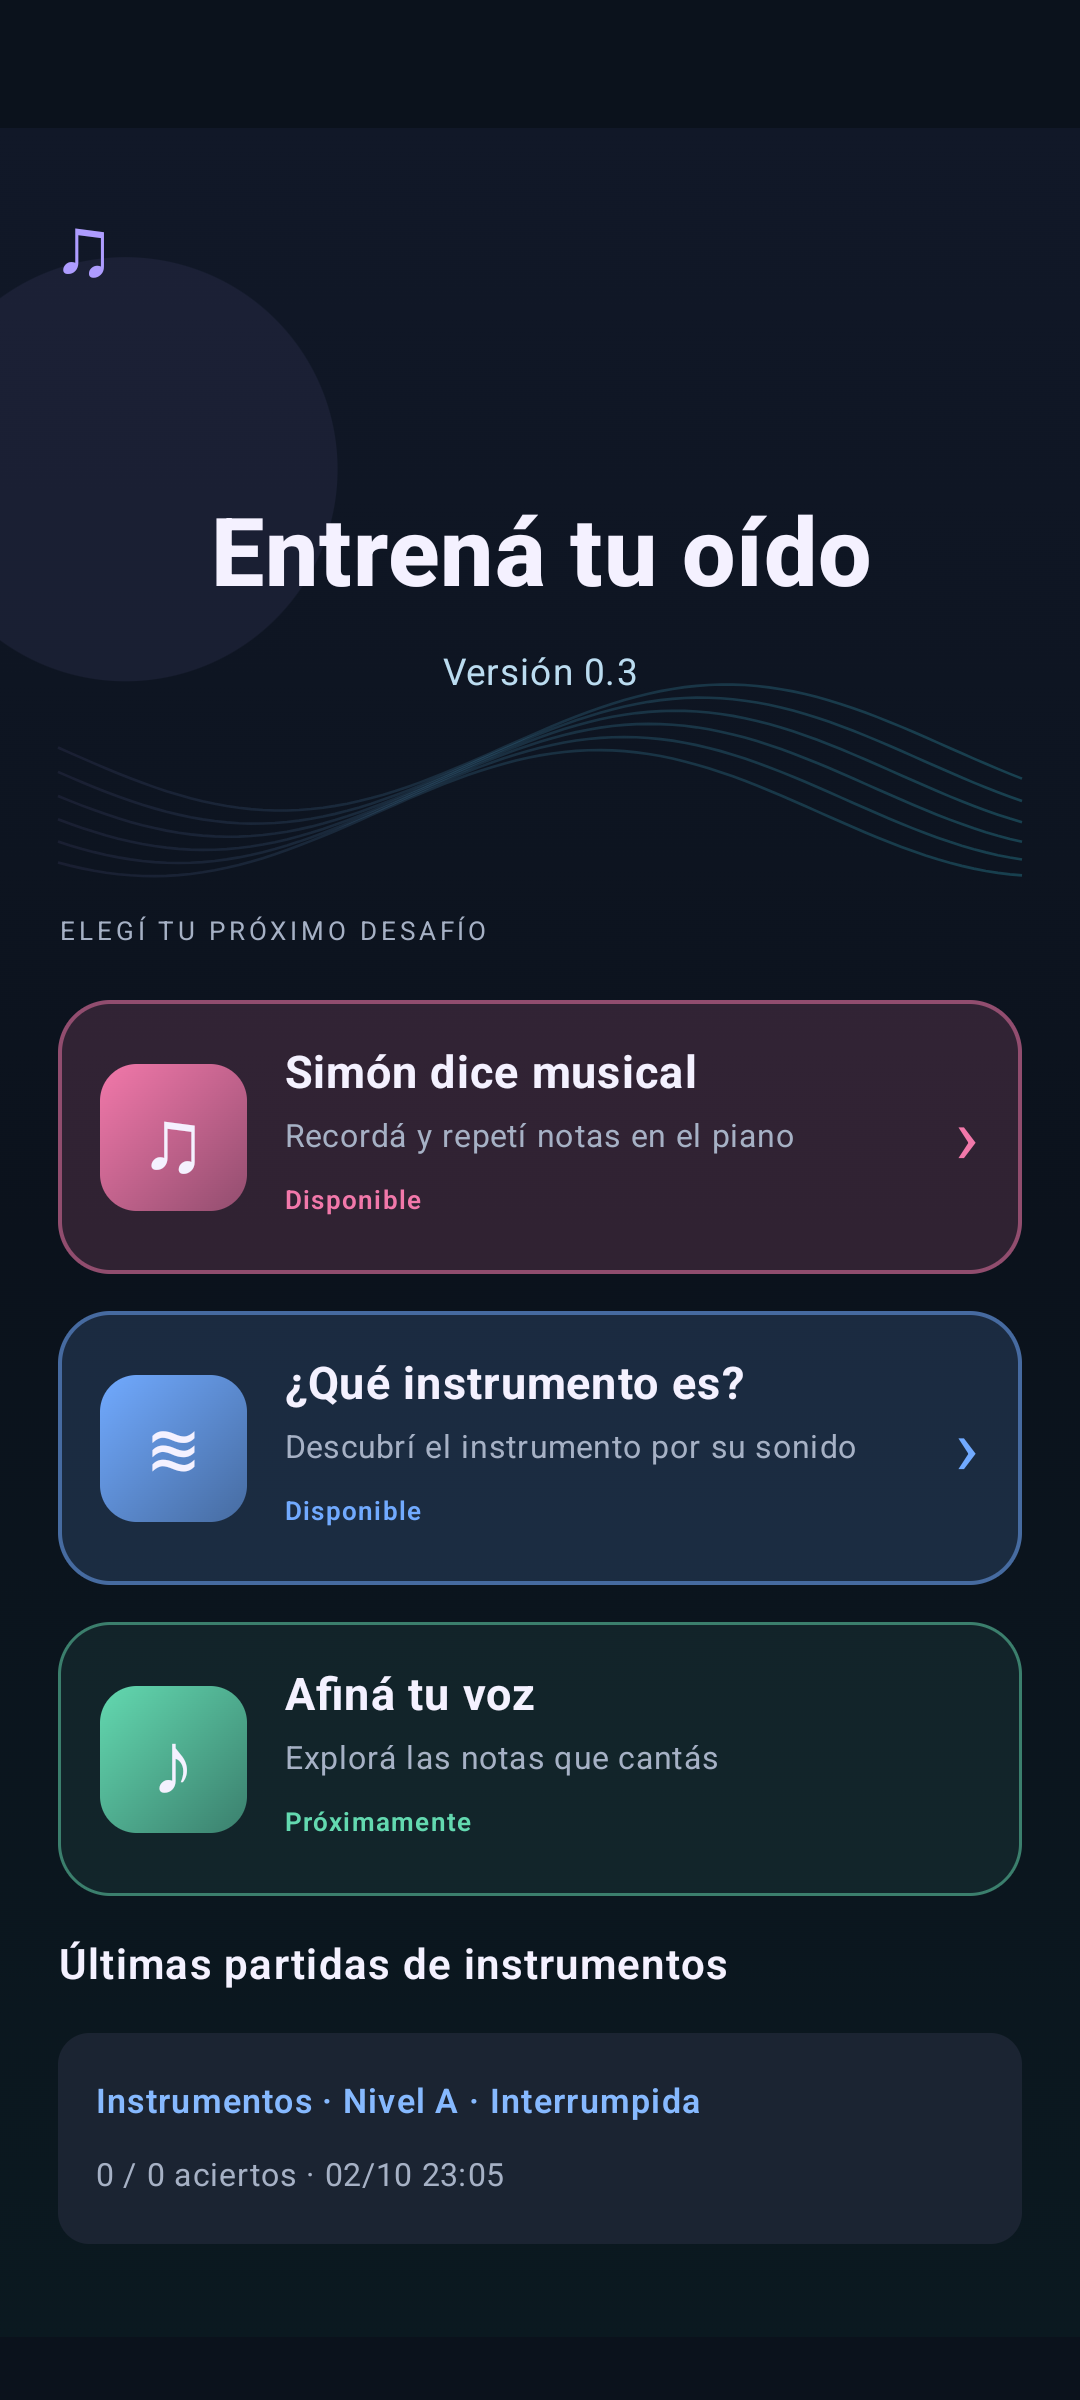 Entrená tu oído
Versión 0.3
ELEGÍ TU PRÓXIMO DESAFÍO
Simón dice musical
Recordá y repetí notas en el piano
Disponible
¿Qué instrumento es?
Descubrí el instrumento por su sonido
Disponible
Afiná tu voz
Explorá las notas que cantás
Próximamente
Últimas partidas de instrumentos
Instrumentos · Nivel A · Interrumpida
0 / 0 aciertos · 02/10 23:05